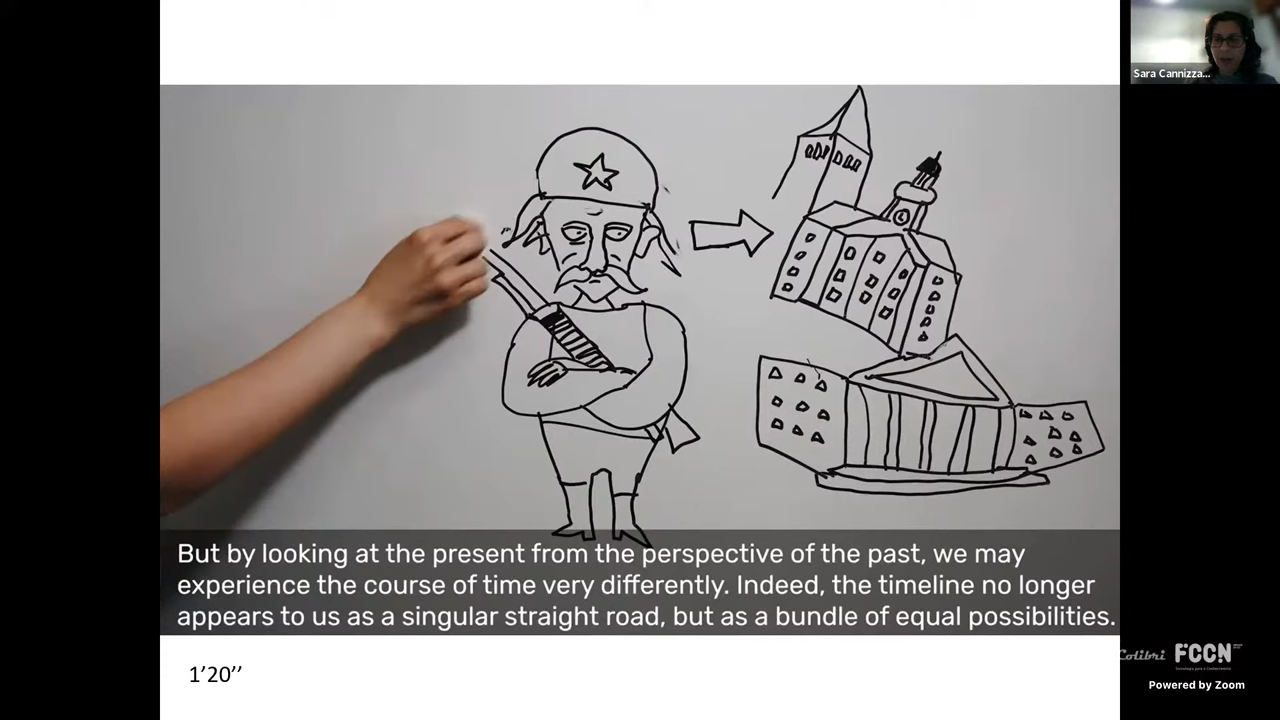 Sara Cannizza...
But by looking at the present from the perspective of the past, we may
experience the course of time very differently. Indeed, the timeline no longer
appears to us as a singular straight road, but as a bundle of equal possibilities.
1’20’’
Colibri FCCN
Powered by Zoom